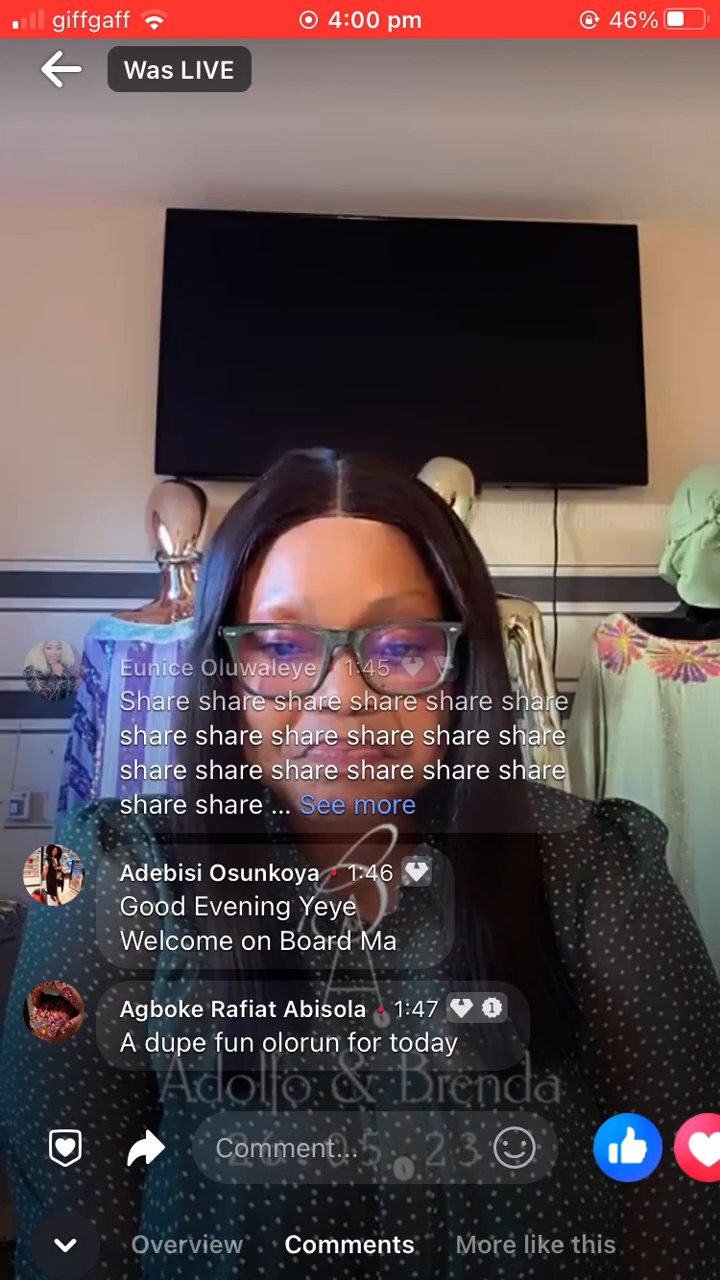 giffgaff
4:00 pm
46%
Was LIVE
Eunice Oluwaleye • 1:45
Share share share share share share
share share share share share share
share share share share share share
share share ... See more
Adebisi Osunkoya • 1:46
Good Evening Yeye
Welcome on Board Ma
Agboke Rafiat Abisola • 1:47
1
A dupe fun olorun for today
Adolfo & Brenda
Comment...
05 23
Overview
Comments
More like this